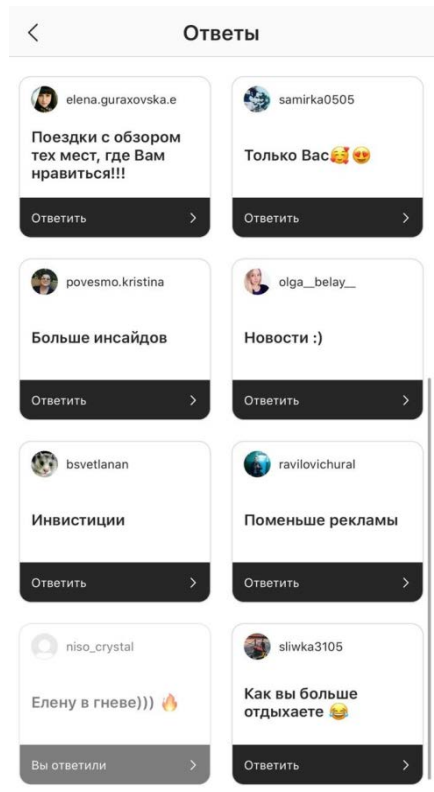 Ответы
elena.guraxovska.e
Поездки с обзором
тех мест, где Вам
нравиться!!!
Ответить
samirka0505
Только Вас🥰😍
Ответить
povesmo.kristina
Больше инсайдов
Ответить
olga__belay__
Новости :)
Ответить
bsvetlanan
Инвистиции
Ответить
ravilovichural
Поменьше рекламы
Ответить
niso_crystal
Елену в гневе))) 🔥
Вы ответили
sliwka3105
Как вы больше
отдыхаете 😂
Ответить